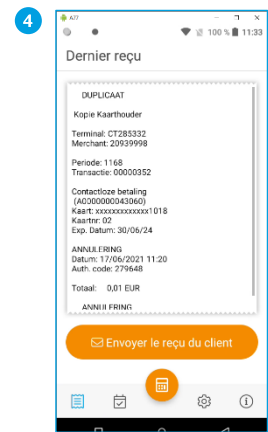 4
A77
100 % 11:33
Dernier reçu
DUPLICAAT
Kopie Kaarthouder
Terminal: CT285332
Merchant: 20939998
Periode: 1168
Transactie: 00000352
Contactloze betaling
(A0000000043060)
Kaart: xxxxxxxxxxxx1018
Kaartnr: 02
Exp. Datum: 30/06/24
ANNULERING
Datum: 17/06/2021 11:20
Auth. code: 279648
Totaal: 0,01 EUR
ANNULERING
Envoyer le reçu du client